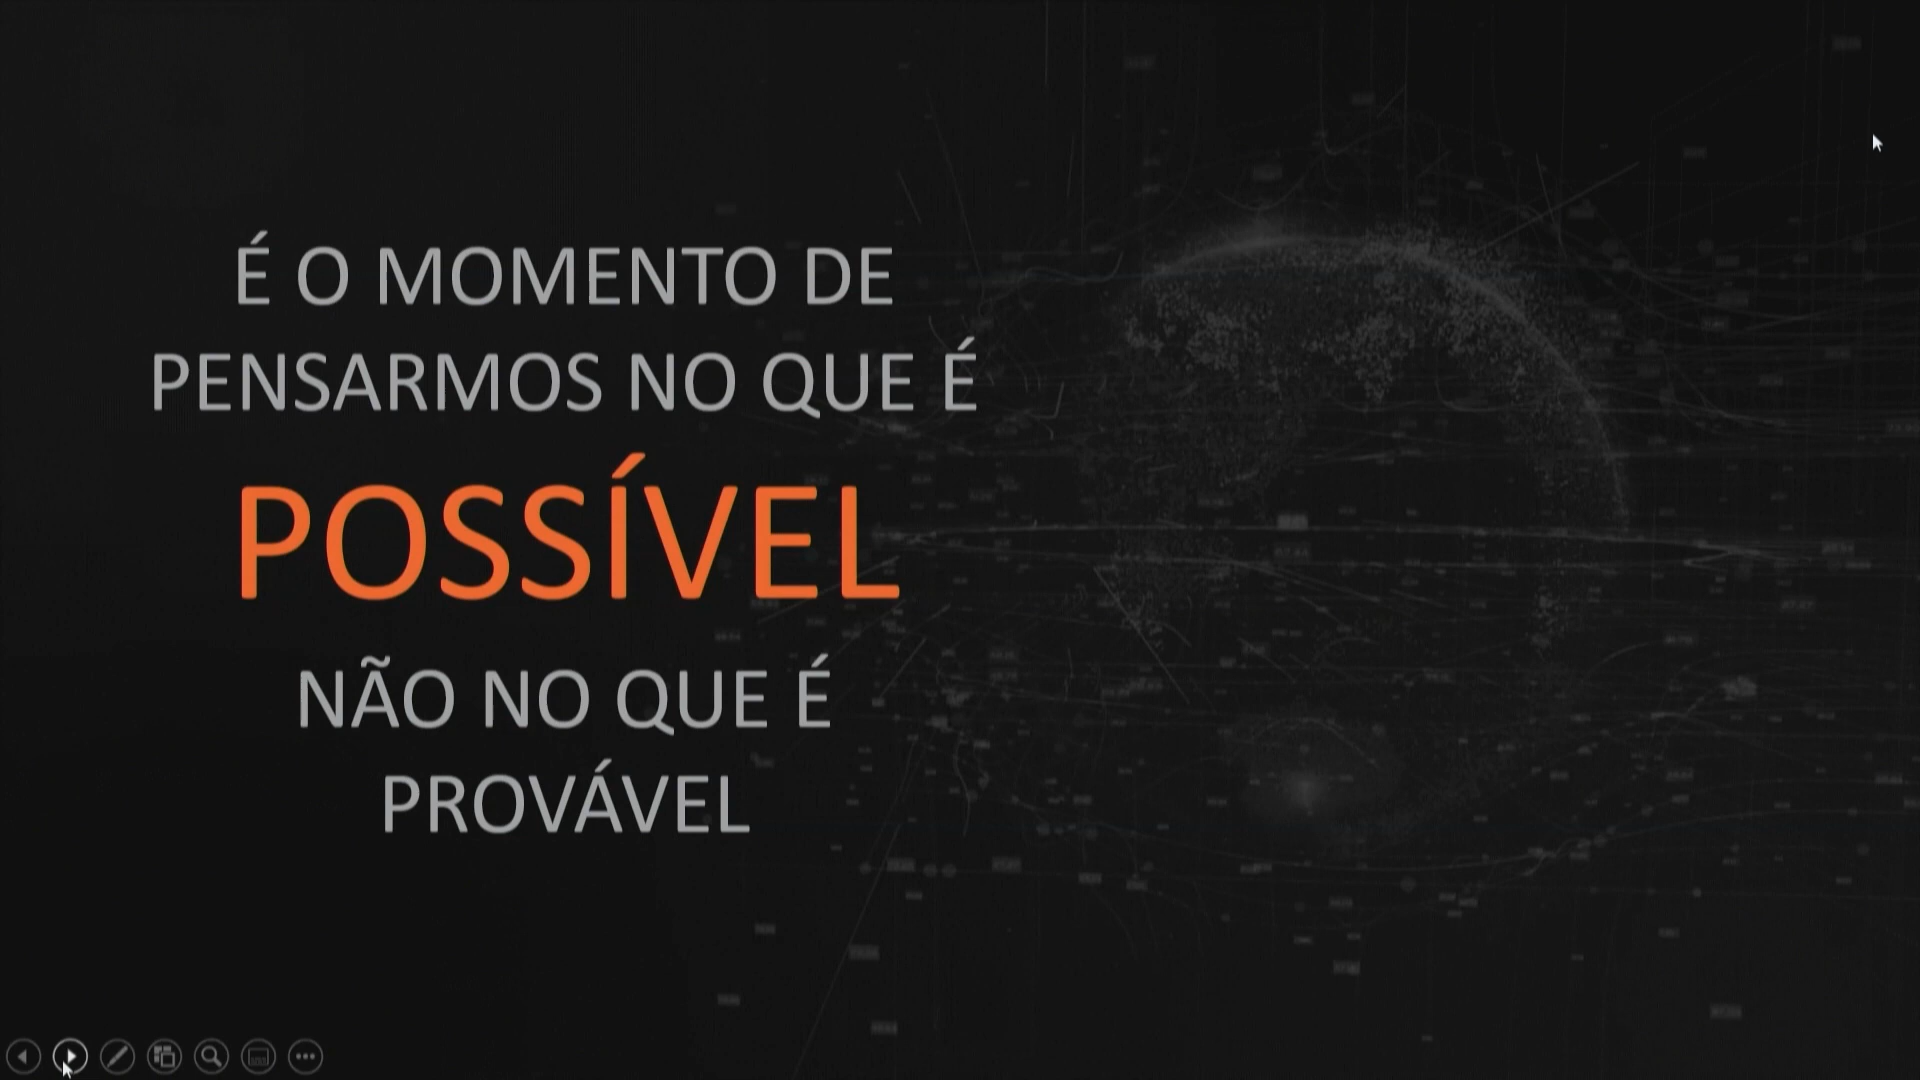 É O MOMENTO DE
PENSARMOS NO QUE É
POSSÍVEL
NÃO NO QUE É
PROVÁVEL